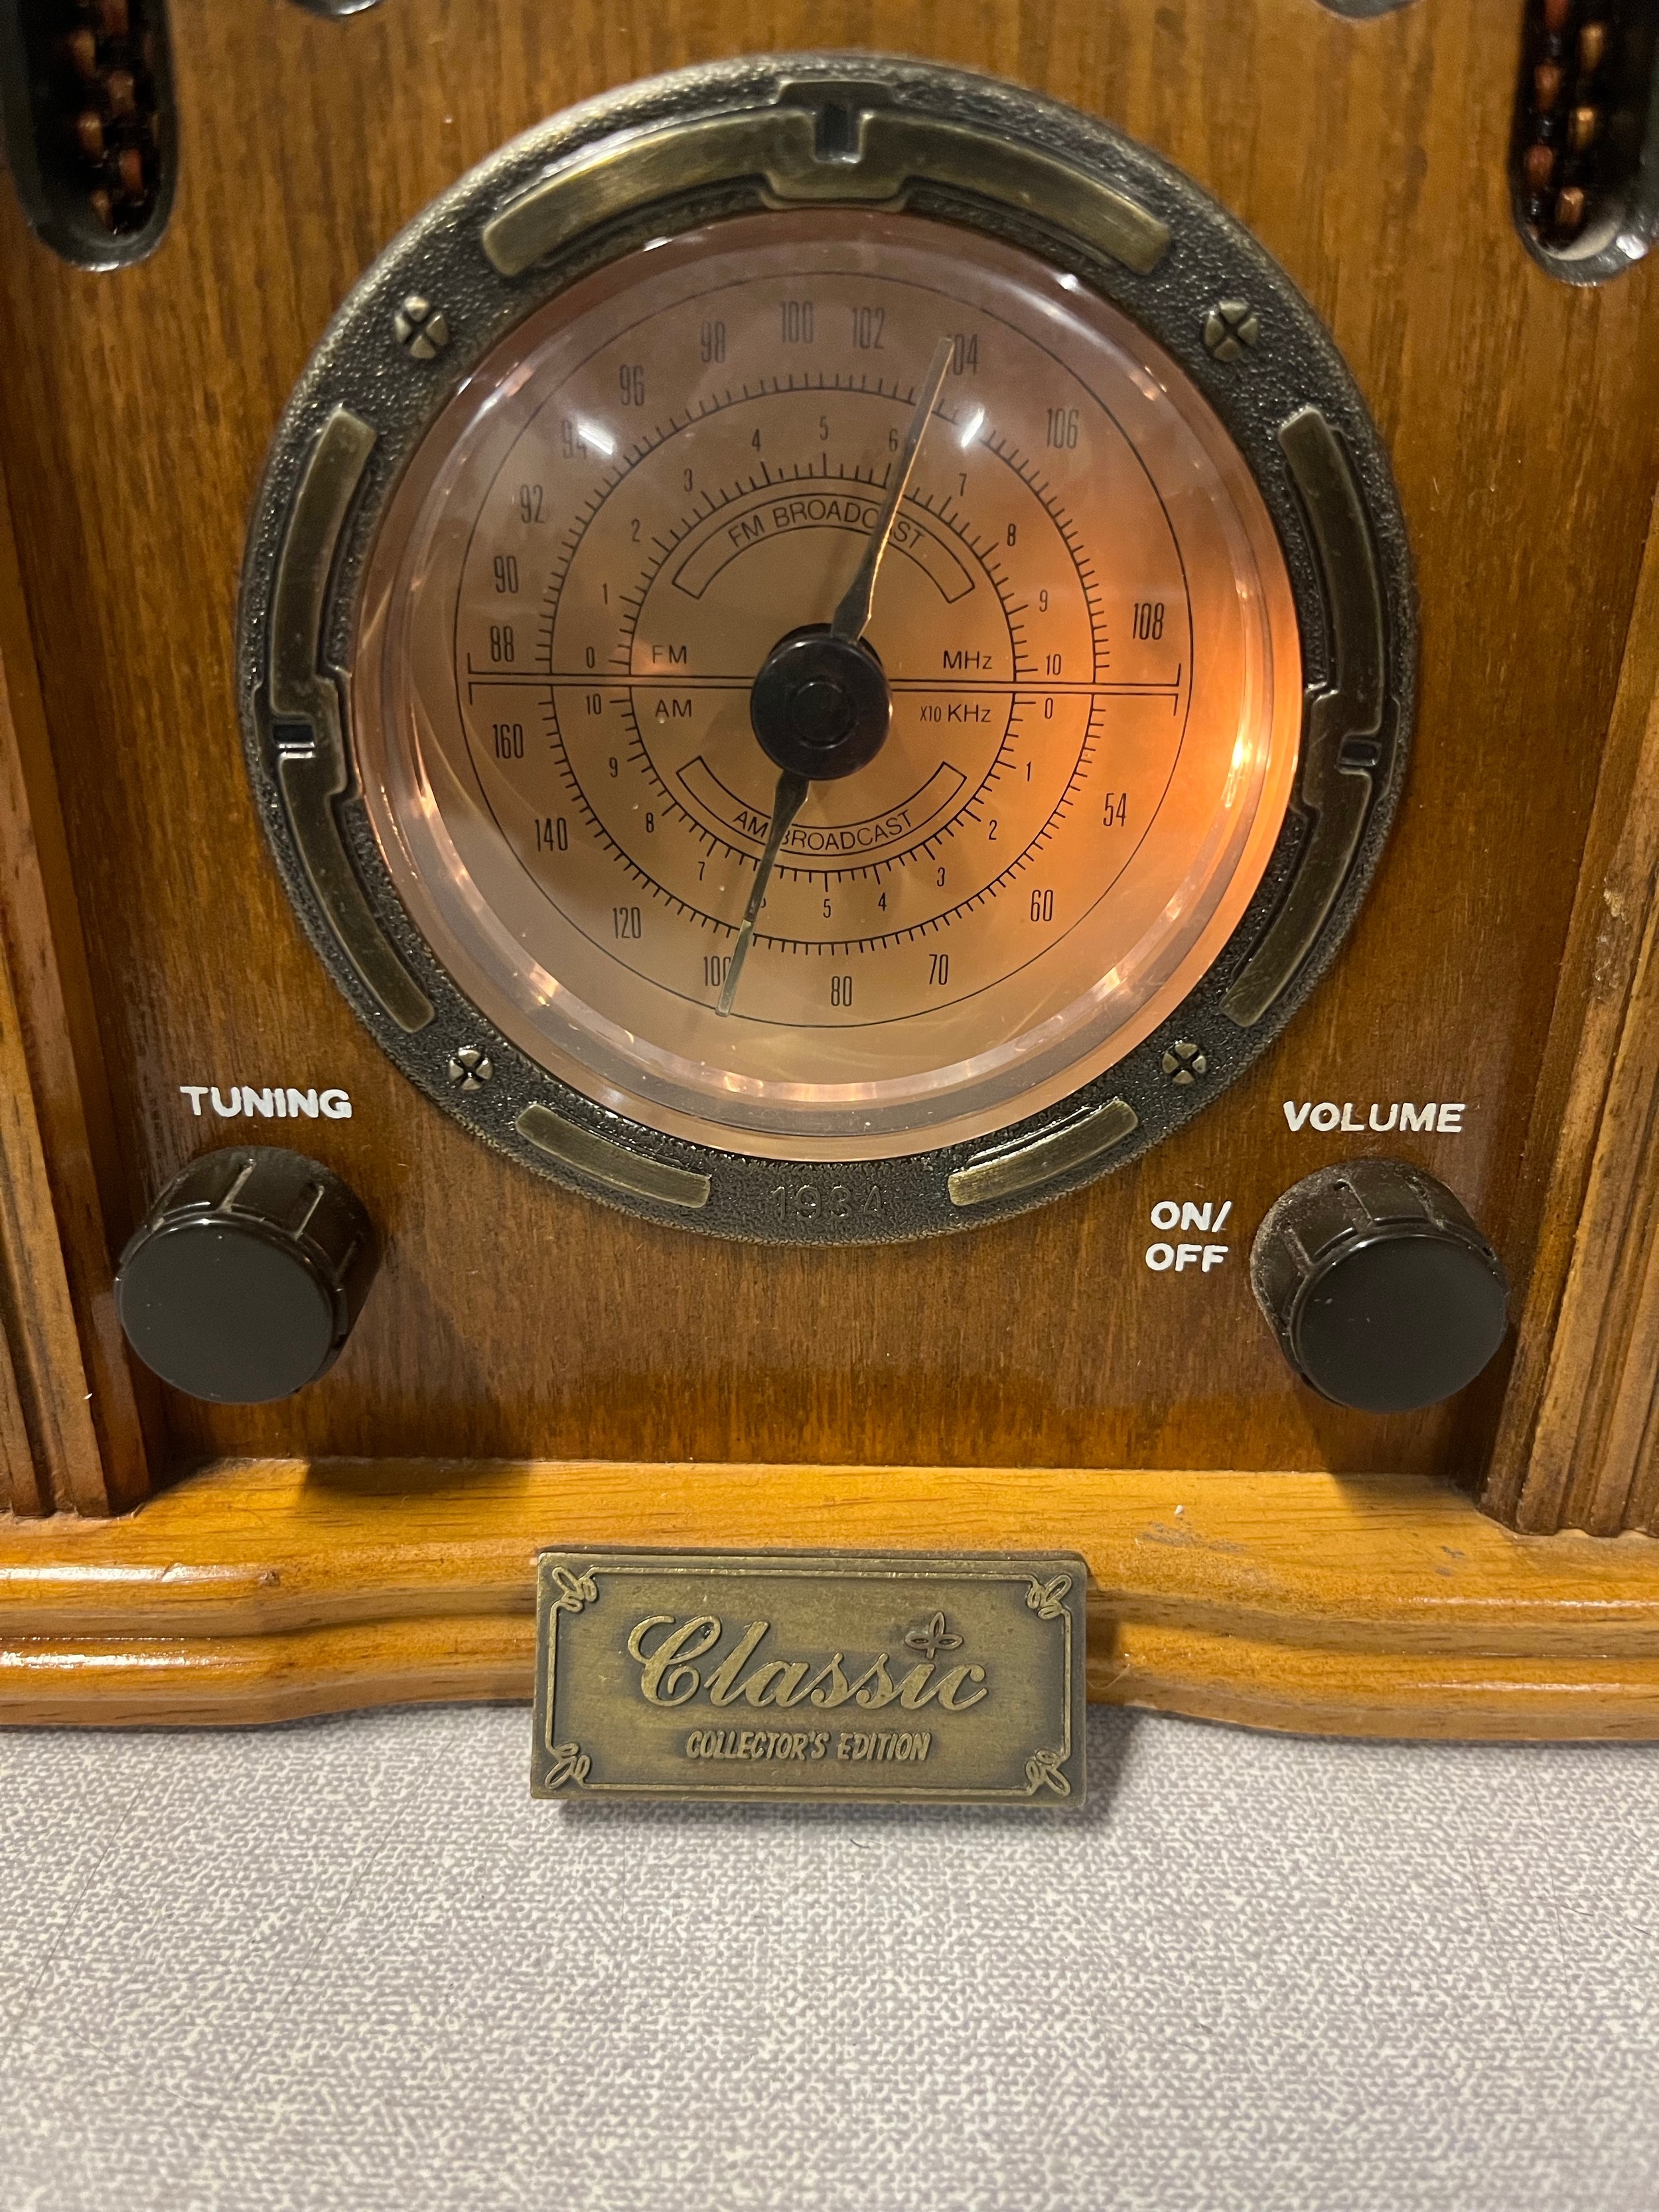 98 100 102 104
96 106
94
92
90 108
88
3 4 5 6 7
2 8
1 9
0 10
FM BROADCAST
FM MHz
AM X10 KHz
10 0
9 1
8 2
7 3
5 4
AM BROADCAST
160 54
140 60
120 70
100 80
TUNING
VOLUME
ON/
OFF
1934
Classic
COLLECTOR'S EDITION